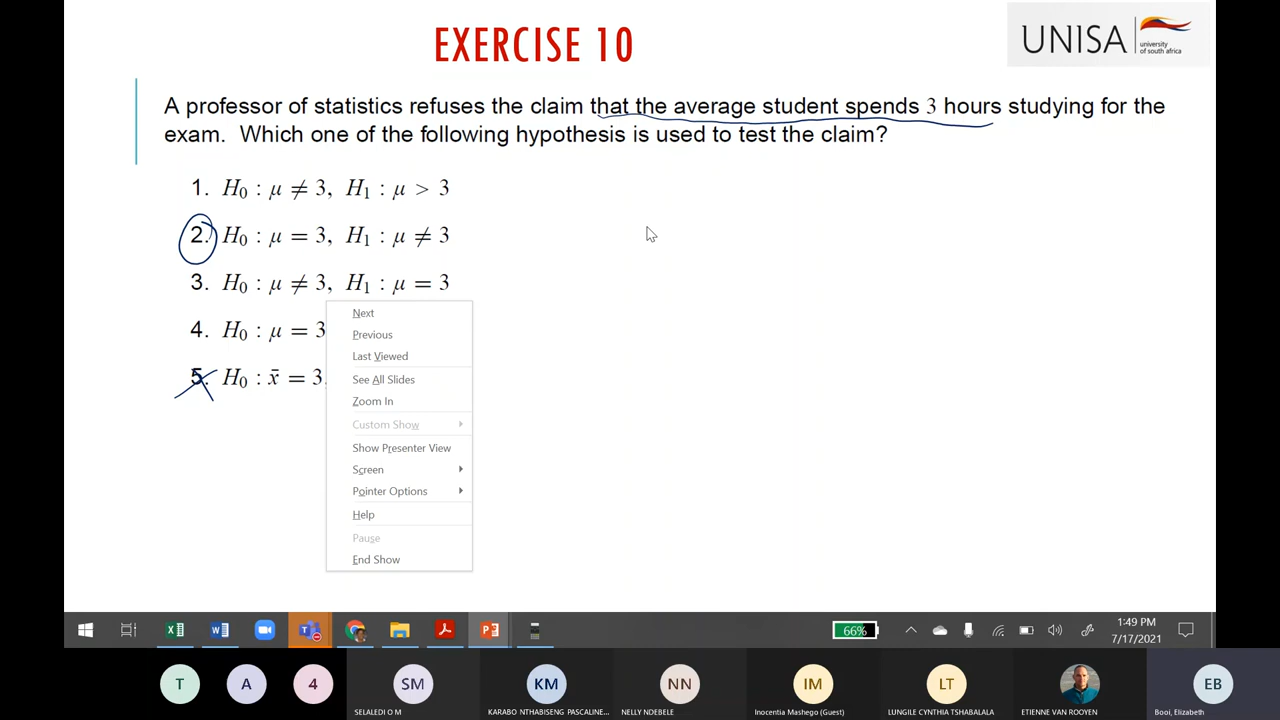 EXERCISE 10
UNISA
university
of south africa
A professor of statistics refuses the claim that the average student spends 3 hours studying for the
exam. Which one of the following hypothesis is used to test the claim?
1. H₀ : μ ≠ 3, H₁ : μ > 3
2. H₀ : μ = 3, H₁ : μ ≠ 3
3. H₀ : μ ≠ 3, H₁ : μ = 3
4. H₀ : μ = 3
5. H₀ : x̄ = 3,
Next
Previous
Last Viewed
See All Slides
Zoom In
Custom Show
Show Presenter View
Screen
Pointer Options
Help
Pause
End Show
66%
1:49 PM
7/17/2021
T
A
4
SM
KM
NN
IM
LT
EB
SELAELO O M
KARABO NTHABISENG PASCALINE...
NELLY NDEBELE
Inocentia Mashego (Guest)
LUNGILE CYNTHIA TSHABALALA
ETIENNE VAN ROOYEN
Booi, Elizabeth